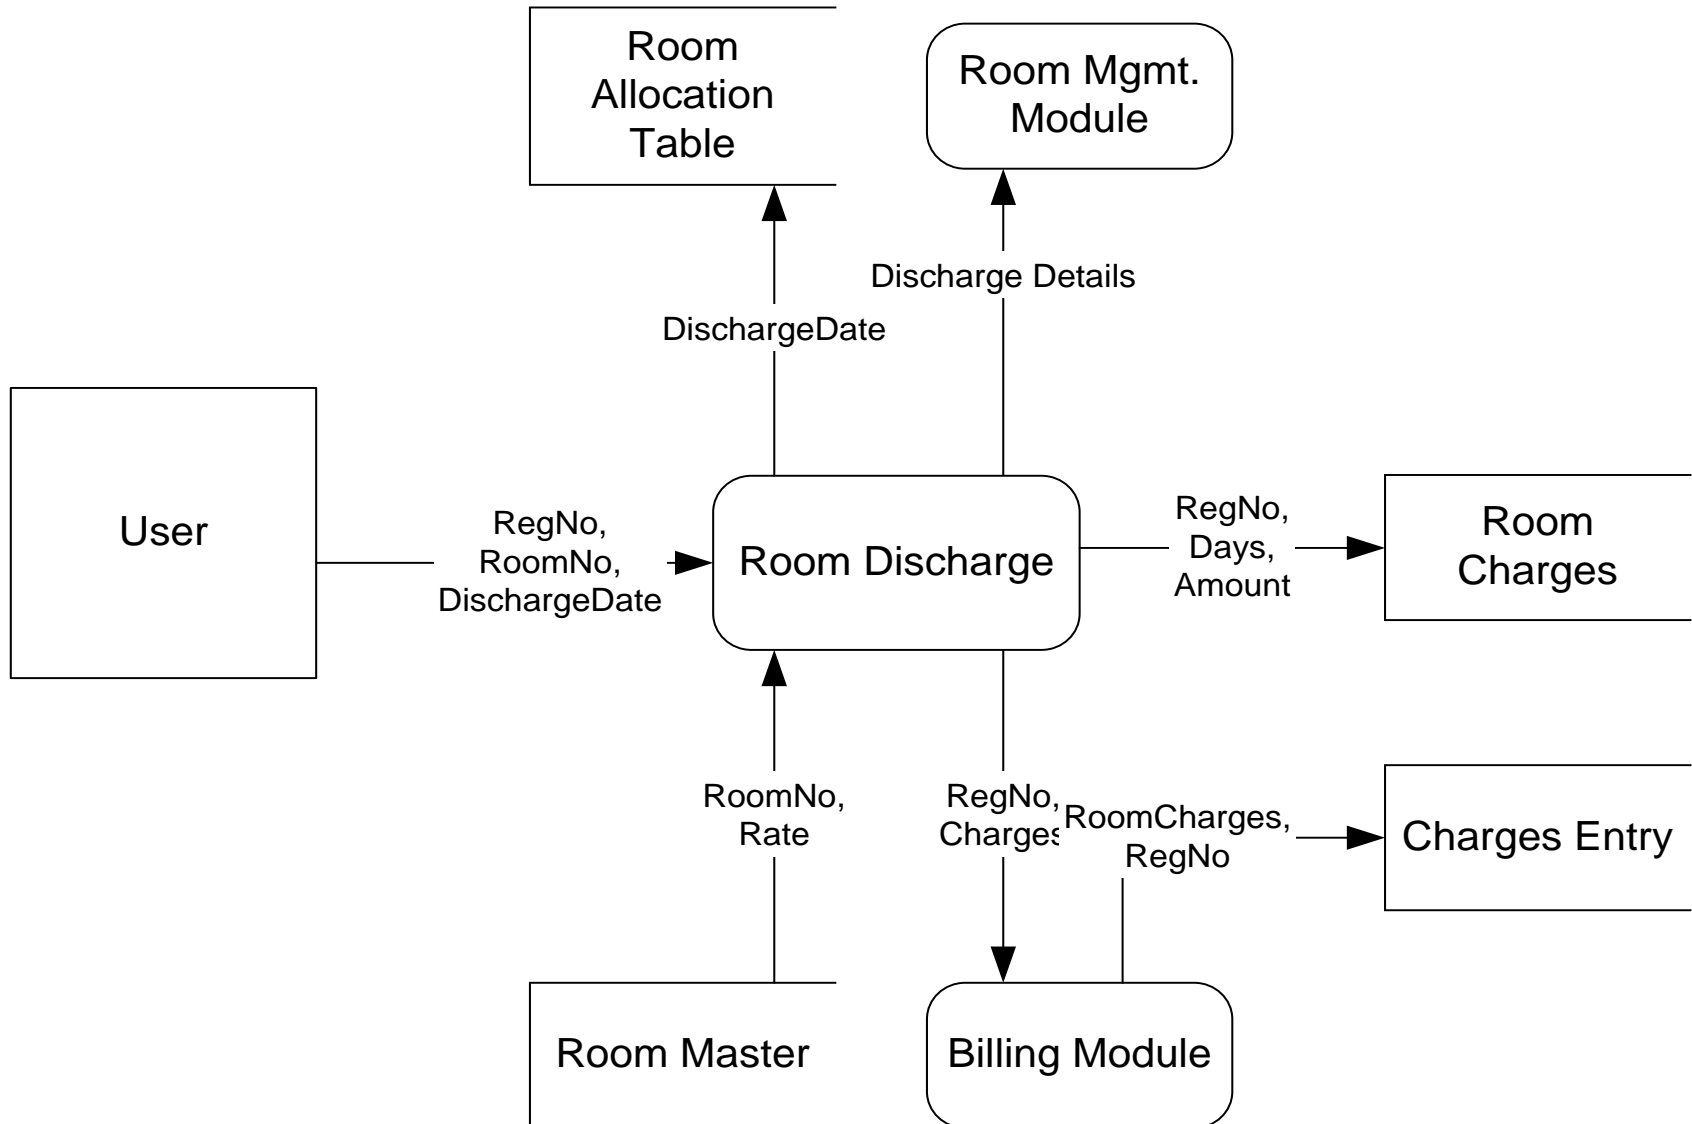 Room
Allocation
Table
Room Mgmt.
Module
Discharge Details
DischargeDate
User
RegNo,
RoomNo,
DischargeDate
Room Discharge
RegNo,
Days,
Amount
Room
Charges
RoomNo,
Rate
RegNo,
Charges
RoomCharges,
RegNo
Charges Entry
Room Master
Billing Module